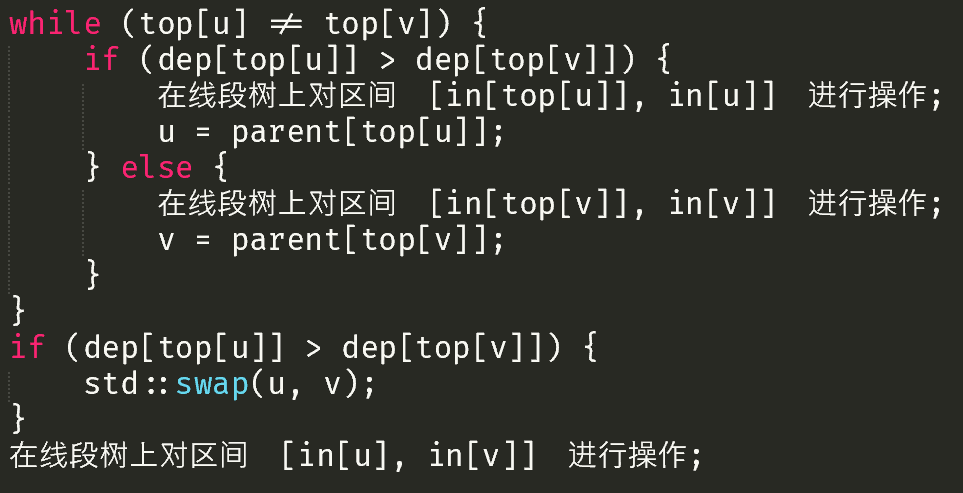 while (top[u] != top[v]) {
    if (dep[top[u]] > dep[top[v]]) {
        在线段树上对区间 [in[top[u]], in[u]] 进行操作;
        u = parent[top[u]];
    } else {
        在线段树上对区间 [in[top[v]], in[v]] 进行操作;
        v = parent[top[v]];
    }
}
if (dep[top[u]] > dep[top[v]]) {
    std::swap(u, v);
}
在线段树上对区间 [in[u], in[v]] 进行操作;